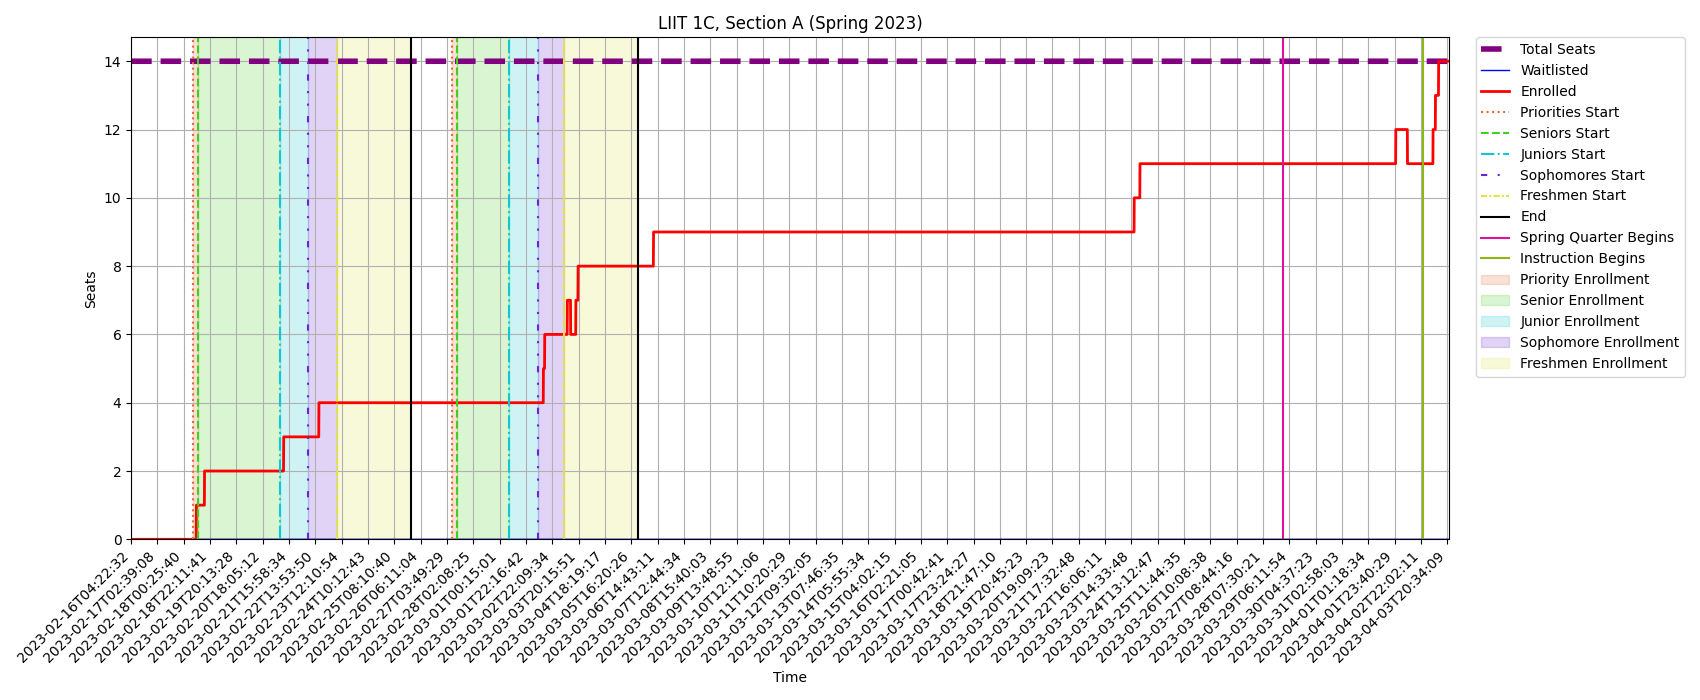 LIIT 1C, Section A (Spring 2023)
14
12
10
8
6
4
2
0
Seats
2023-02-16T04:22:32
2023-02-17T02:39:08
2023-02-18T00:25:40
2023-02-18T22:11:41
2023-02-19T20:13:28
2023-02-20T18:05:12
2023-02-21T15:58:34
2023-02-22T13:53:50
2023-02-23T12:10:54
2023-02-24T10:12:43
2023-02-25T08:10:40
2023-02-26T06:11:04
2023-02-27T03:49:29
2023-02-28T02:08:25
2023-03-01T00:15:01
2023-03-01T22:16:42
2023-03-02T22:09:34
2023-03-03T20:15:51
2023-03-04T18:19:17
2023-03-05T16:20:26
2023-03-06T14:43:11
2023-03-07T12:44:34
2023-03-08T15:40:03
2023-03-09T13:48:55
2023-03-10T12:11:06
2023-03-11T10:20:29
2023-03-12T09:32:05
2023-03-13T07:46:35
2023-03-14T05:55:34
2023-03-15T04:02:15
2023-03-16T02:21:05
2023-03-17T00:42:41
2023-03-17T23:24:27
2023-03-18T21:47:10
2023-03-19T20:45:23
2023-03-20T19:09:23
2023-03-21T17:32:48
2023-03-22T16:06:11
2023-03-23T14:33:48
2023-03-24T13:12:47
2023-03-25T11:44:35
2023-03-26T10:08:38
2023-03-27T08:44:16
2023-03-28T07:30:21
2023-03-29T06:11:54
2023-03-30T04:37:23
2023-03-31T02:58:03
2023-04-01T01:18:34
2023-04-01T23:40:29
2023-04-02T22:02:11
2023-04-03T20:34:09
Time
Total Seats
Waitlisted
Enrolled
Priorities Start
Seniors Start
Juniors Start
Sophomores Start
Freshmen Start
End
Spring Quarter Begins
Instruction Begins
Priority Enrollment
Senior Enrollment
Junior Enrollment
Sophomore Enrollment
Freshmen Enrollment